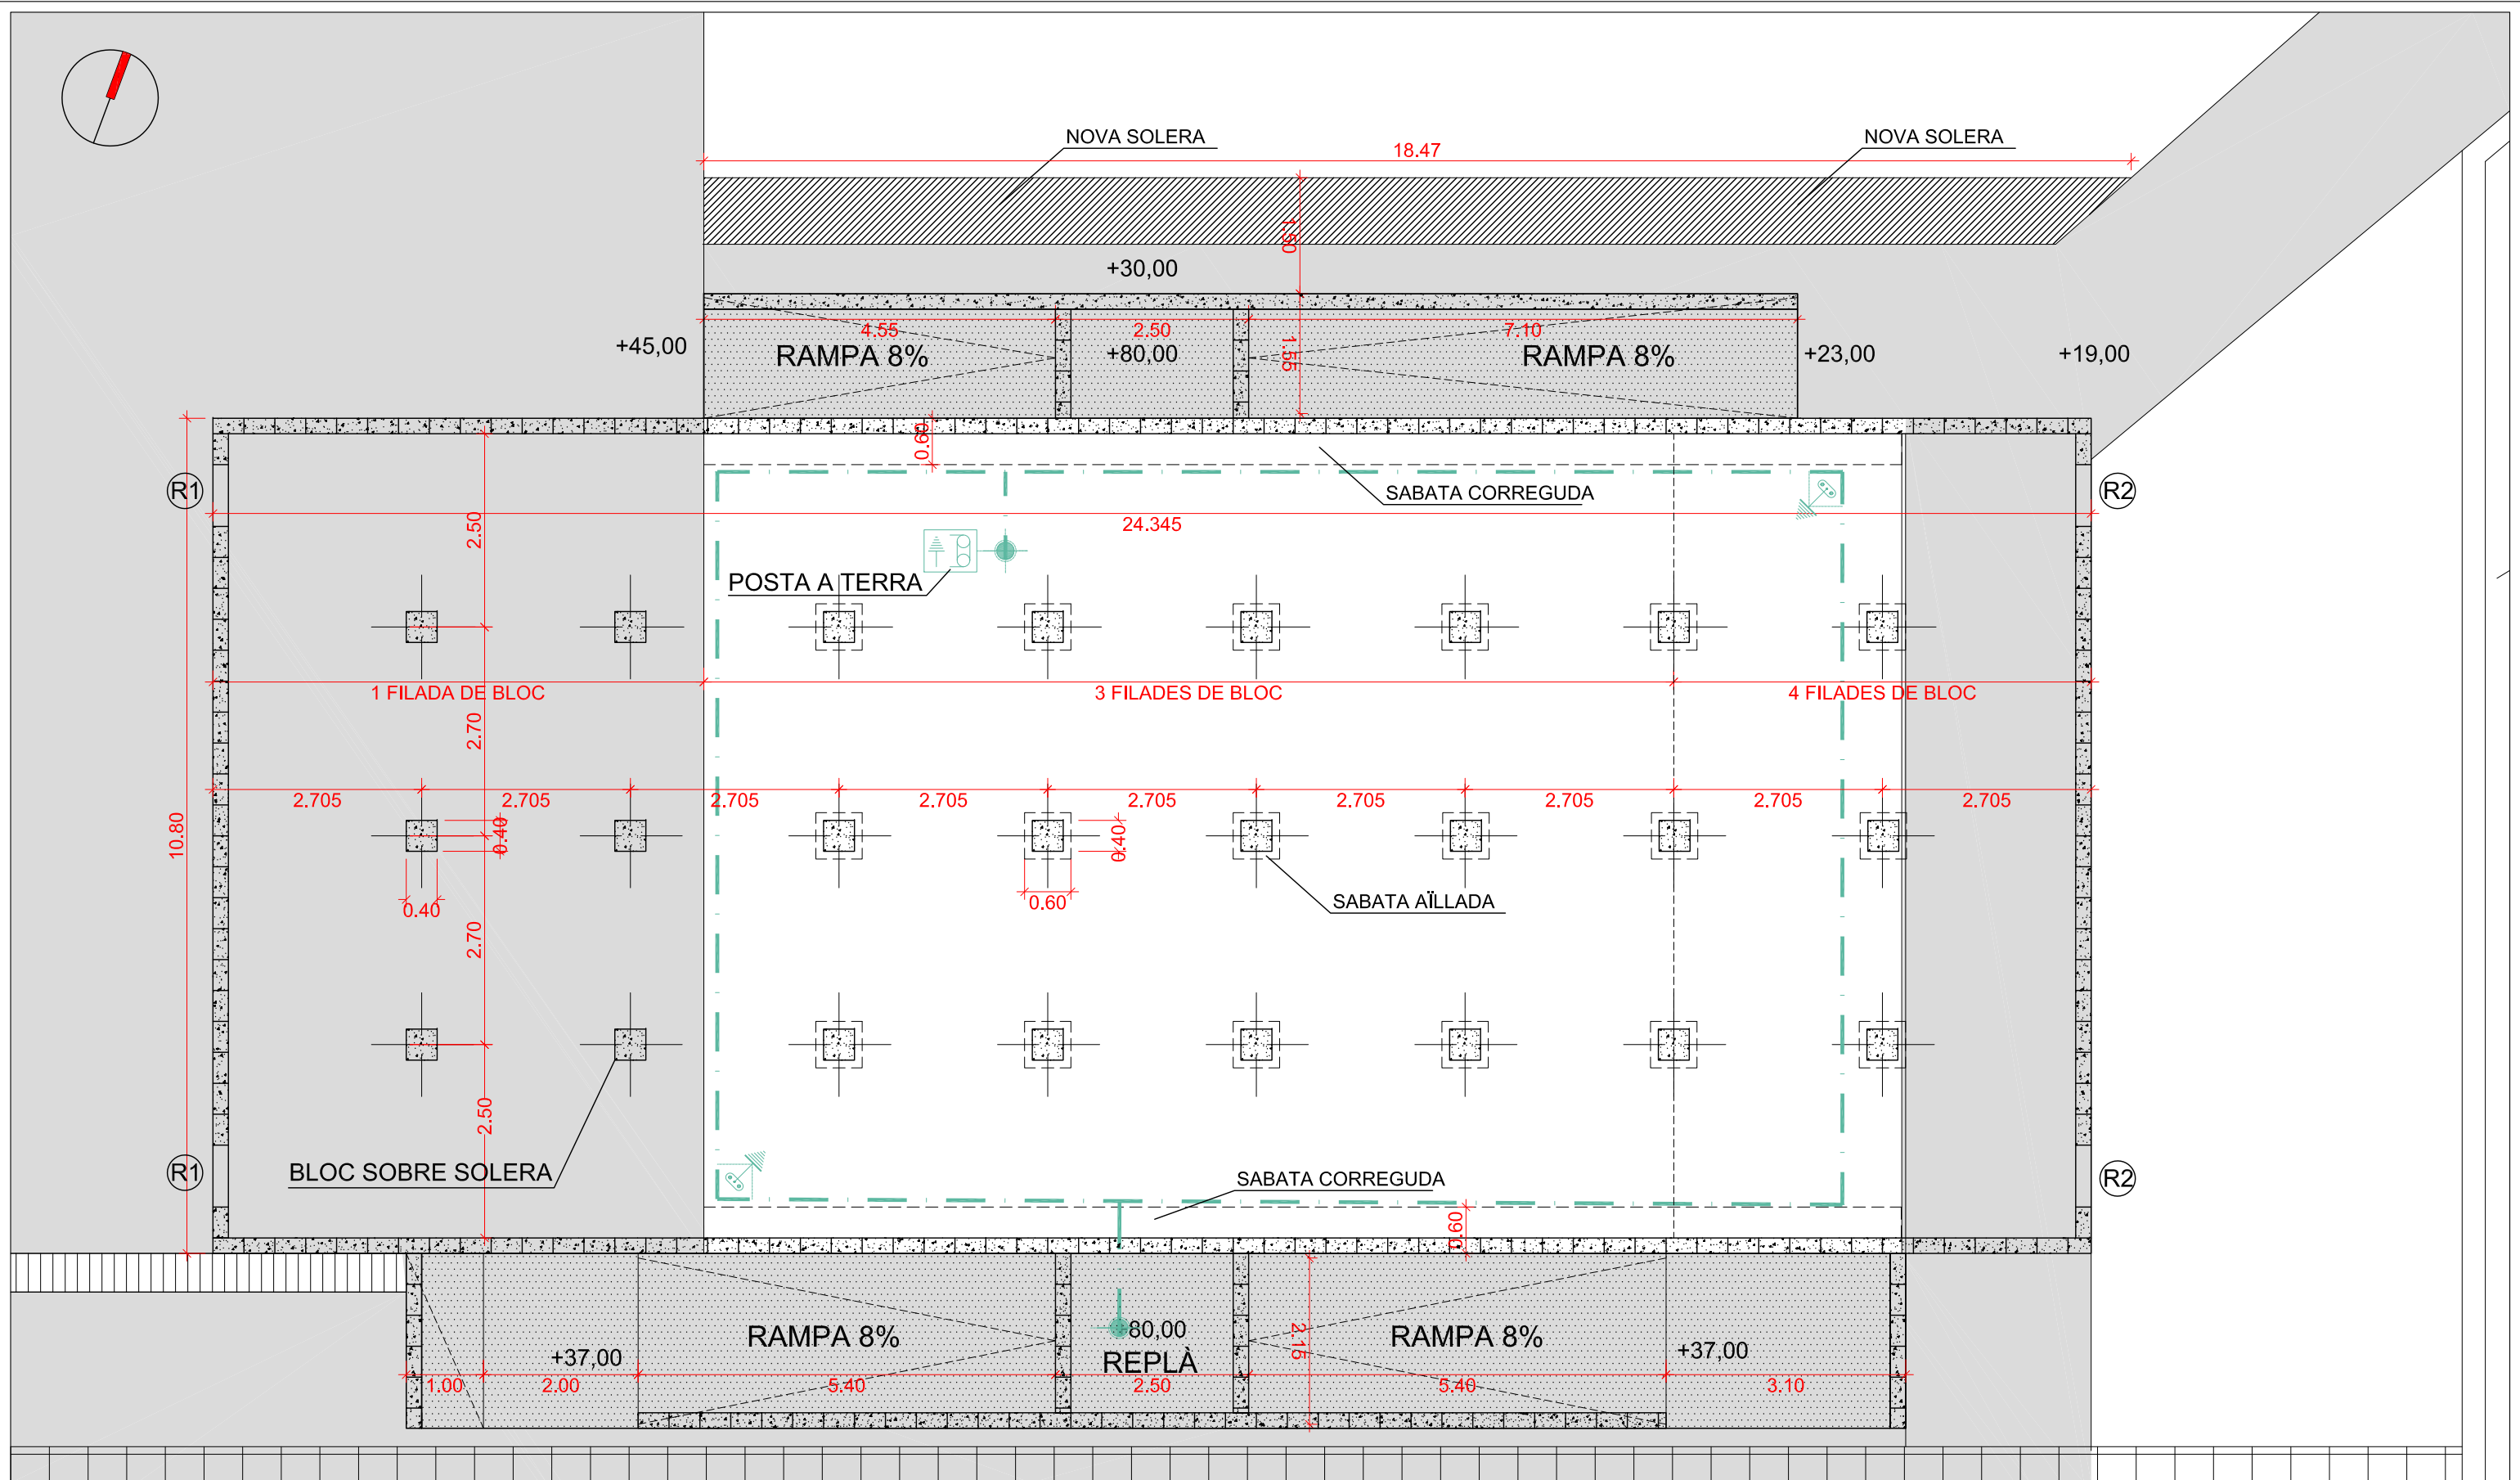 NOVA SOLERA
NOVA SOLERA
18.47
1.50
+30,00
4.55
2.50
7.10
+45,00
RAMPA 8%
+80,00
1.55
RAMPA 8%
+23,00
+19,00
0.60
R1
SABATA CORREGUDA
R2
2.50
24.345
POSTA A TERRA
1 FILADA DE BLOC
3 FILADES DE BLOC
4 FILADES DE BLOC
2.70
2.705
2.705
2.705
2.705
2.705
2.705
2.705
2.705
2.705
10.80
0.40
0.40
0.40
0.60
SABATA AÏLLADA
2.70
2.50
R1
BLOC SOBRE SOLERA
SABATA CORREGUDA
R2
0.60
RAMPA 8%
80,00
RAMPA 8%
2.15
+37,00
REPLÀ
+37,00
1.00
2.00
5.40
2.50
5.40
3.10